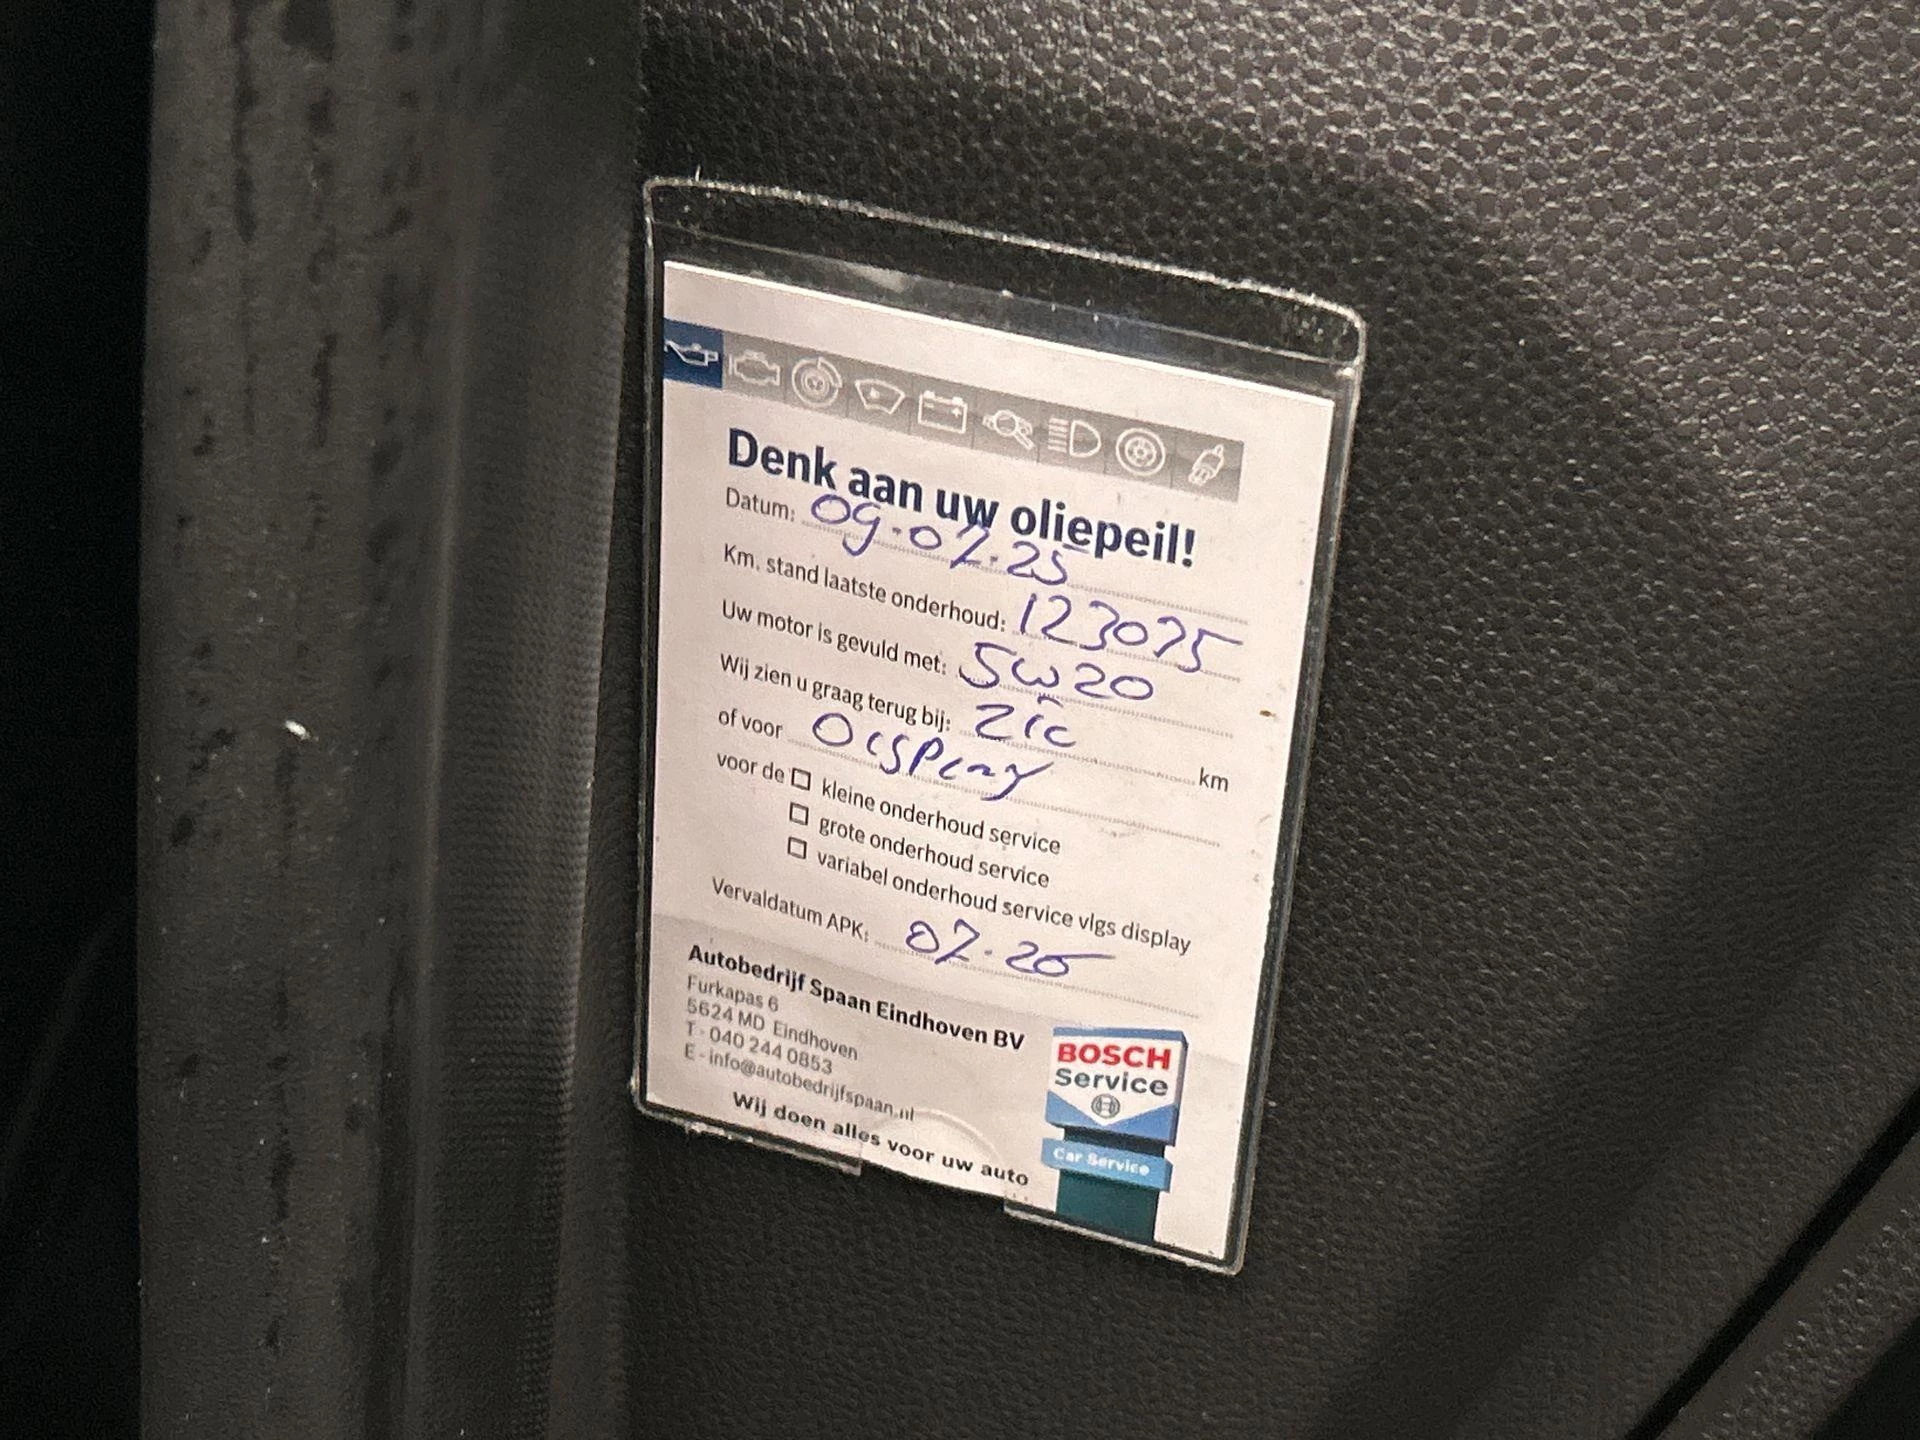 Denk aan uw oliepeil!
Datum: 09-07-25
Km. stand laatste onderhoud: 123075
Uw motor is gevuld met: 5W20
Wij zien u graag terug bij: zie km
of voor Display
voor de kleine onderhoud service
grote onderhoud service
variabel onderhoud service vlgs display
Vervaldatum APK: 07-26
Autobedrijf Spaan Eindhoven BV
Furkapas 6
5624 MD Eindhoven
T - 040 244 0853
E - info@autobedrijfspaan.nl
Wij doen alles voor uw auto
BOSCH
Service
Car Service